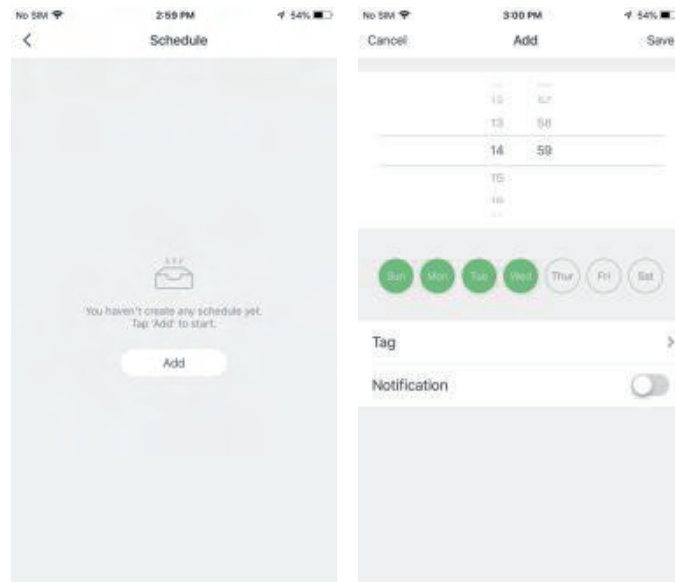 No SIM 2:59 PM 54%
Schedule
You haven't create any schedule yet.
Tap 'Add' to start.
Add
No SIM 3:00 PM 54%
Cancel Add Save
13 58
14 59
15
Sun Mon Tue Wed Thur Fri Sat
Tag
Notification